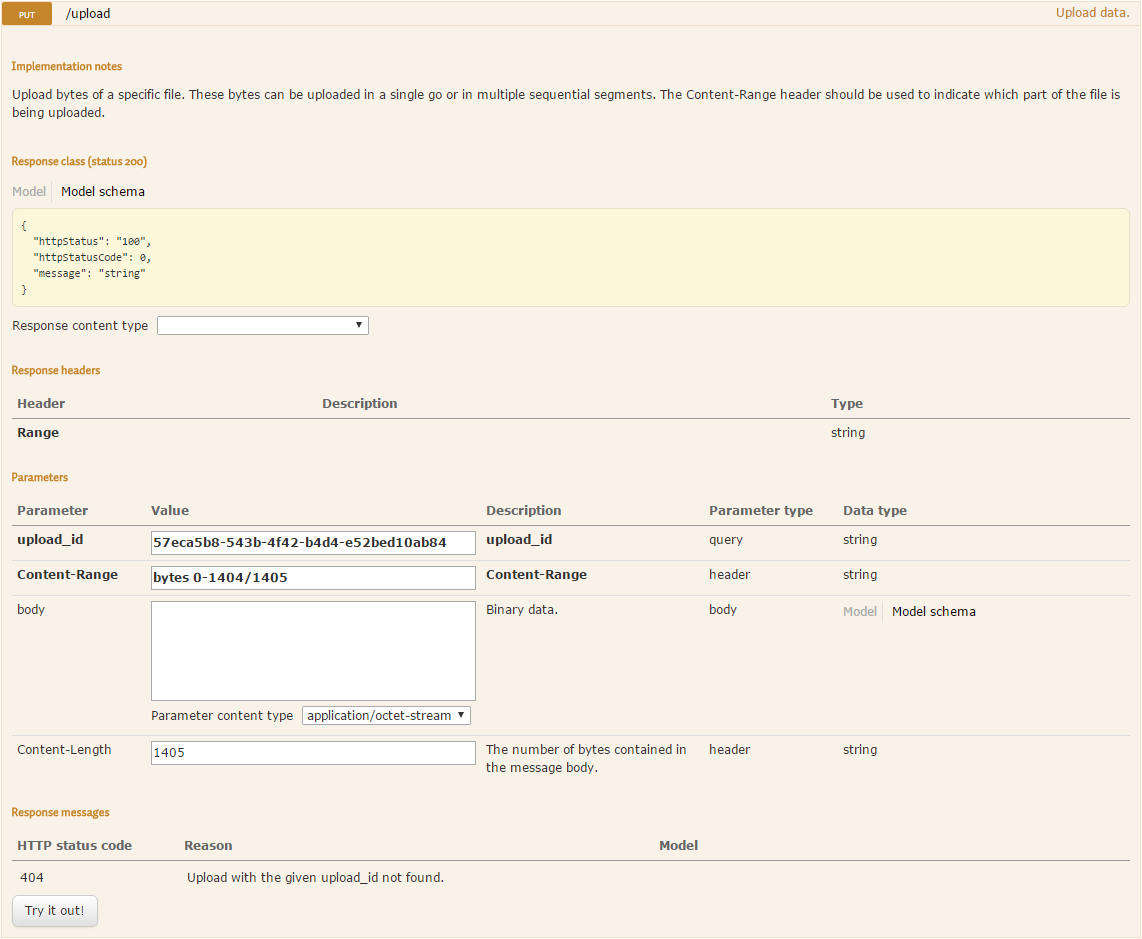 PUT /upload Upload data.
Implementation notes
Upload bytes of a specific file. These bytes can be uploaded in a single go or in multiple sequential segments. The Content-Range header should be used to indicate which part of the file is
being uploaded.
Response class (status 200)
Model Model schema
{
"httpStatus": "100",
"httpStatusCode": 0,
"message": "string"
}
Response content type
Response headers
Header Description Type
Range string
Parameters
Parameter Value Description Parameter type Data type
upload_id 57eca5b8-543b-4f42-b4d4-e52bed10ab84 upload_id query string
Content-Range bytes 0-1404/1405 Content-Range header string
body Binary data. body Model Model schema
Parameter content type application/octet-stream
Content-Length 1405 The number of bytes contained in header string
the message body.
Response messages
HTTP status code Reason Model
404 Upload with the given upload_id not found.
Try it out!